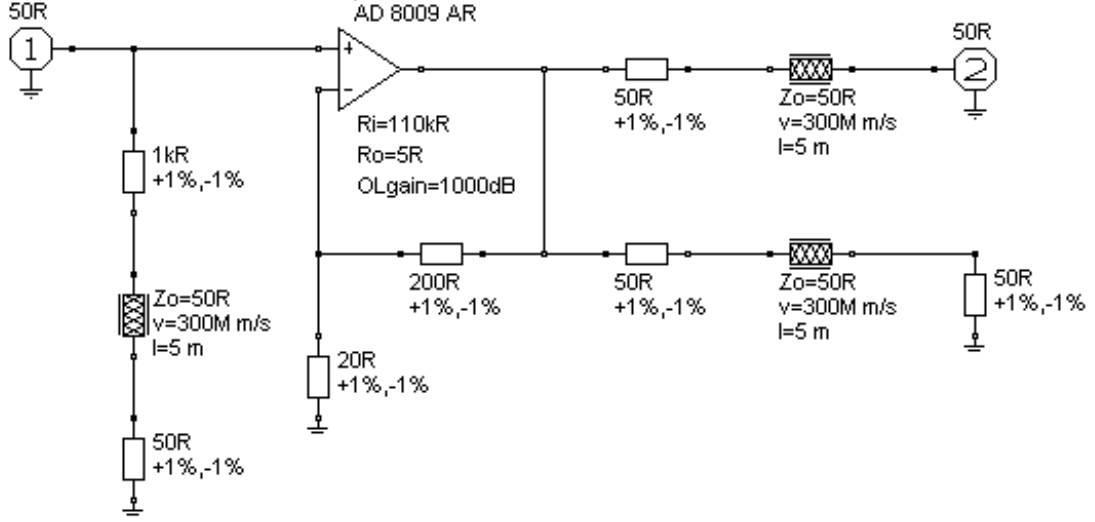 50R
1
AD 8009 AR
+
-
Ri=110kR
Ro=5R
OLgain=1000dB
50R
+1%,-1%
Zo=50R
v=300M m/s
l=5 m
50R
2
1kR
+1%,-1%
Zo=50R
v=300M m/s
l=5 m
50R
+1%,-1%
200R
+1%,-1%
20R
+1%,-1%
50R
+1%,-1%
Zo=50R
v=300M m/s
l=5 m
50R
+1%,-1%